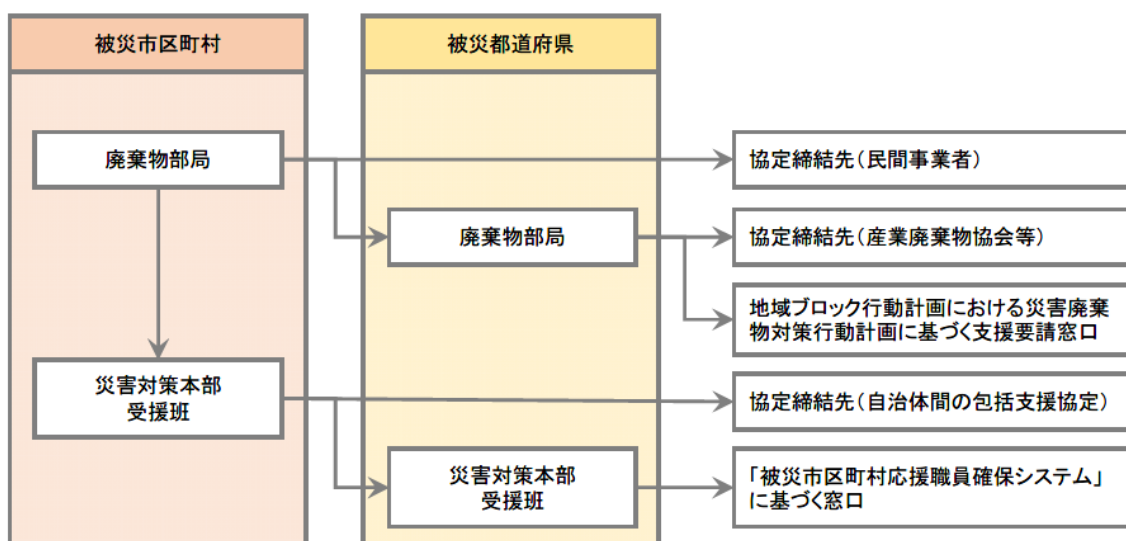 被災市区町村
被災都道府県
廃棄物部局
協定締結先(民間事業者)
廃棄物部局
協定締結先(産業廃棄物協会等)
地域ブロック行動計画における災害廃棄
物対策行動計画に基づく支援要請窓口
災害対策本部
受援班
協定締結先(自治体間の包括支援協定)
災害対策本部
受援班
「被災市区町村応援職員確保システム」
に基づく窓口